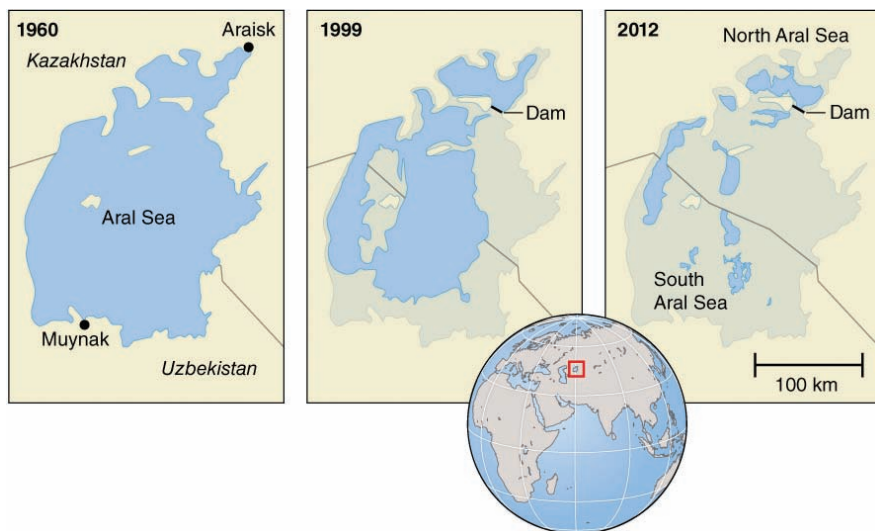 1960
Araisk
Kazakhstan
Aral Sea
Muynak
Uzbekistan
1999
Dam
2012
North Aral Sea
Dam
South
Aral Sea
100 km